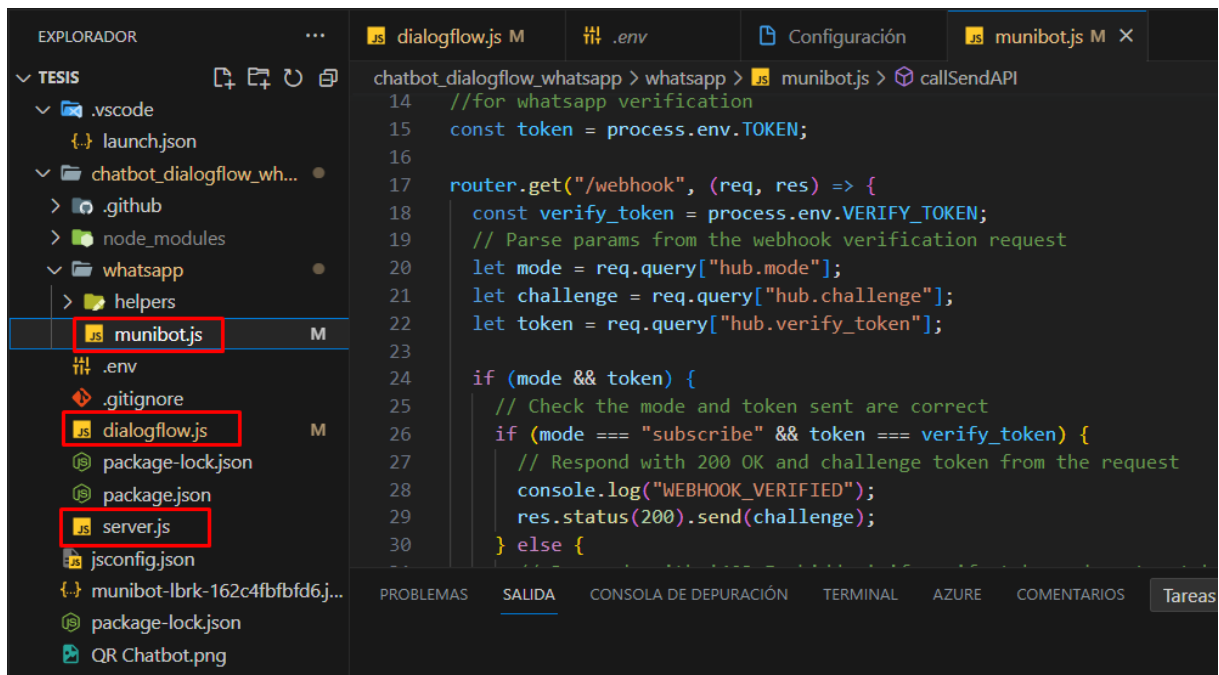 EXPLORADOR ...
TESIS
.vscode
{..} launch.json
chatbot_dialogflow_wh...
.github
node_modules
whatsapp
helpers
JS munibot.js M
.env
.gitignore
JS dialogflow.js M
package-lock.json
package.json
JS server.js
jsconfig.json
{..} munibot-lbrk-162c4fbfbfd6.j...
package-lock.json
QR Chatbot.png
JS dialogflow.js M .env Configuración JS munibot.js M ×
chatbot_dialogflow_whatsapp > whatsapp > JS munibot.js > callSendAPI
14 //for whatsapp verification
15 const token = process.env.TOKEN;
16
17 router.get("/webhook", (req, res) => {
18 const verify_token = process.env.VERIFY_TOKEN;
19 // Parse params from the webhook verification request
20 let mode = req.query["hub.mode"];
21 let challenge = req.query["hub.challenge"];
22 let token = req.query["hub.verify_token"];
23
24 if (mode && token) {
25 // Check the mode and token sent are correct
26 if (mode === "subscribe" && token === verify_token) {
27 // Respond with 200 OK and challenge token from the request
28 console.log("WEBHOOK_VERIFIED");
29 res.status(200).send(challenge);
30 } else {
PROBLEMAS SALIDA CONSOLA DE DEPURACIÓN TERMINAL AZURE COMENTARIOS Tareas